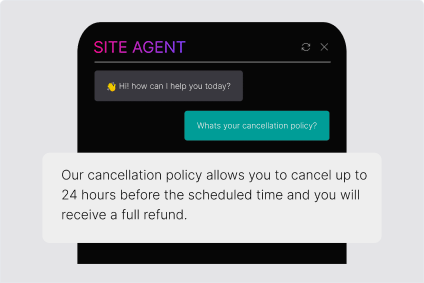 SITE AGENT
👋 Hi! how can I help you today?
Whats your cancellation policy?
Our cancellation policy allows you to cancel up to
24 hours before the scheduled time and you will
receive a full refund.